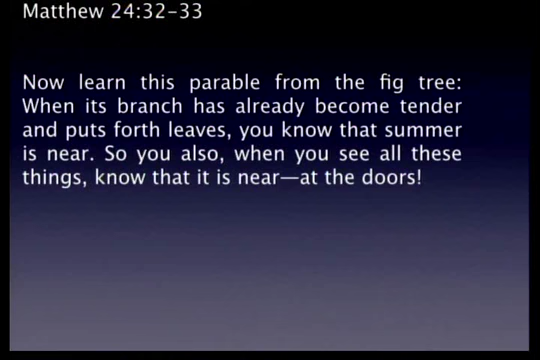 Matthew 24:32-33
Now learn this parable from the fig tree:
When its branch has already become tender
and puts forth leaves, you know that summer
is near. So you also, when you see all these
things, know that it is near—at the doors!